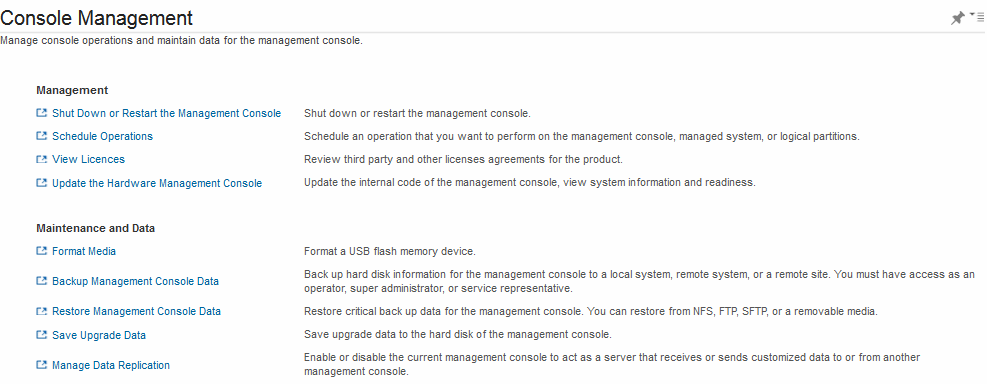 Console Management
Manage console operations and maintain data for the management console.
Management
Shut Down or Restart the Management Console Shut down or restart the management console.
Schedule Operations Schedule an operation that you want to perform on the management console, managed system, or logical partitions.
View Licences Review third party and other licenses agreements for the product.
Update the Hardware Management Console Update the internal code of the management console, view system information and readiness.
Maintenance and Data
Format Media Format a USB flash memory device.
Backup Management Console Data Back up hard disk information for the management console to a local system, remote system, or a remote site. You must have access as an
operator, super administrator, or service representative.
Restore Management Console Data Restore critical back up data for the management console. You can restore from NFS, FTP, SFTP, or a removable media.
Save Upgrade Data Save upgrade data to the hard disk of the management console.
Manage Data Replication Enable or disable the current management console to act as a server that receives or sends customized data to or from another
management console.